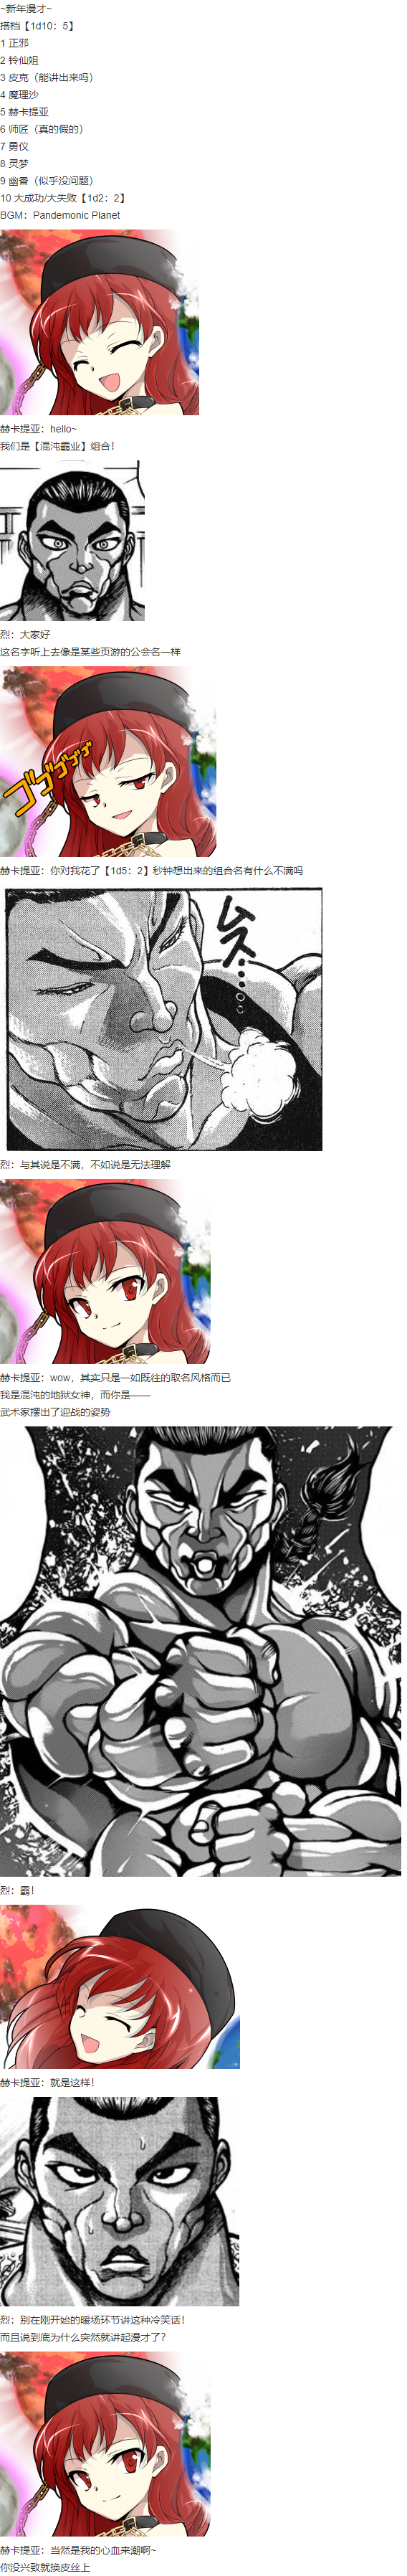 ~新年漫才~
搭档【1d10：5】
1 正邪
2 铃仙姐
3 皮克（能讲出来吗）
4 魔理沙
5 赫卡提亚
6 师匠（真的假的）
7 勇仪
8 灵梦
9 幽香（似乎没问题）
10 大成功/大失败【1d2：2】
BGM：Pandemonic Planet
赫卡提亚：hello~
我们是【混沌霸业】组合！
烈：大家好
这名字听上去像是某些页游的公会名一样
ゴゴゴゴゴ
赫卡提亚：你对我花了【1d5：2】秒钟想出来的组合名有什么不满吗
ムス…
烈：与其说是不满，不如说是无法理解
赫卡提亚：wow，其实只是一如既往的取名风格而已
我是混沌的地狱女神，而你是——
武术家摆出了迎战的姿势
烈：霸！
赫卡提亚：就是这样！
烈：别在刚开始的暖场环节讲这种冷笑话！
而且说到底为什么突然就讲起漫才了？
赫卡提亚：当然是我的心血来潮啊~
你没兴致就换皮丝上